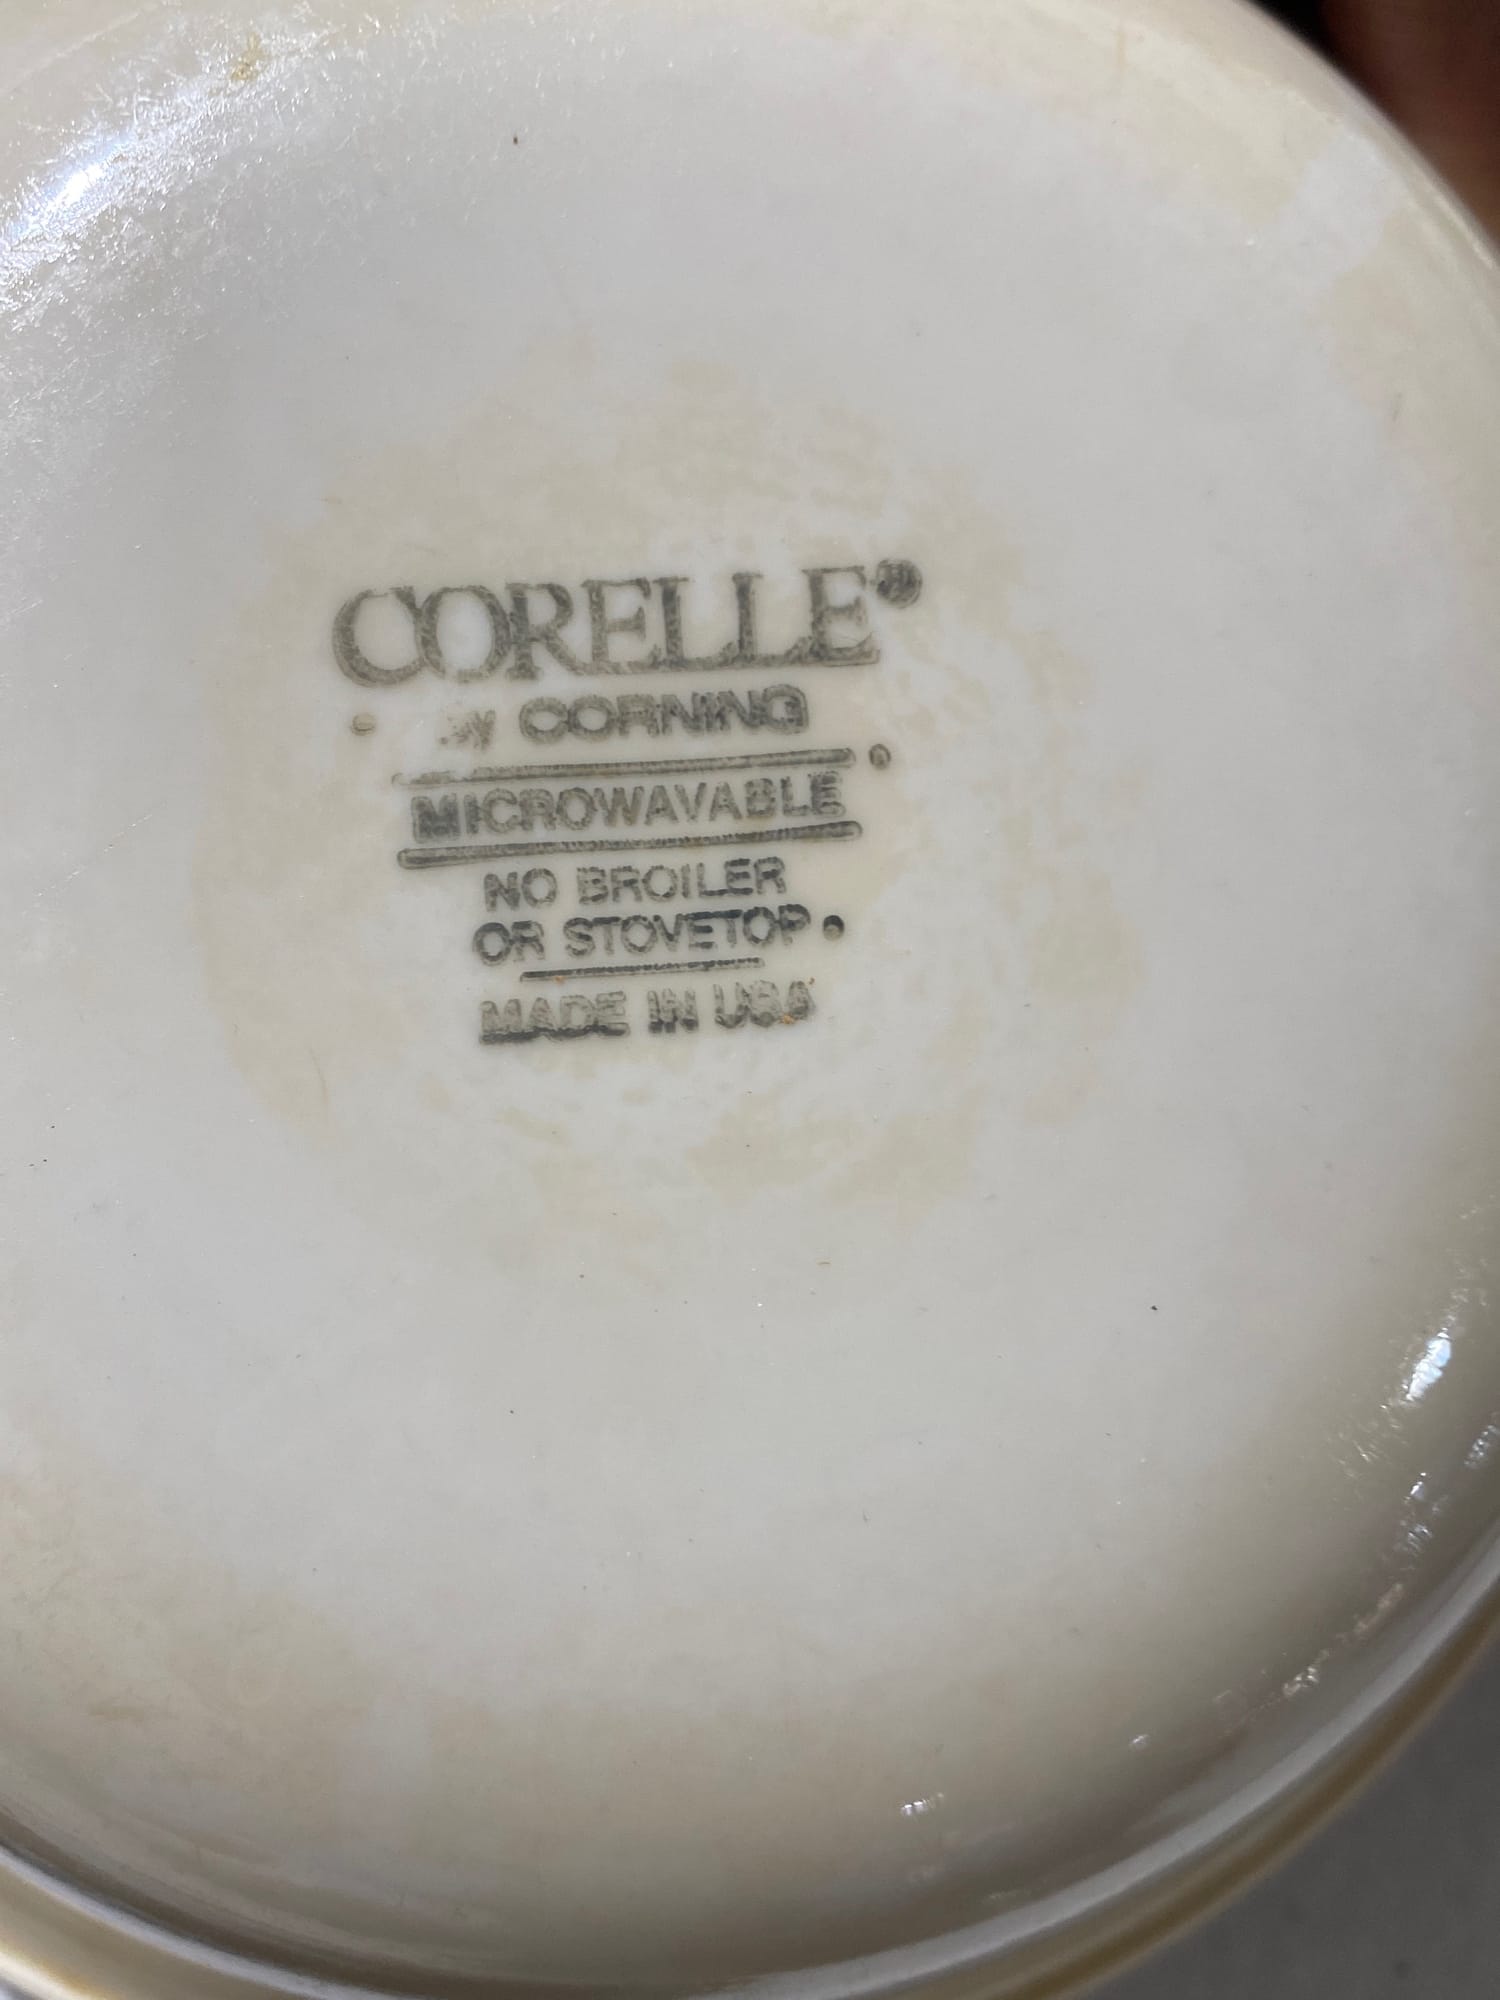 CORELLE®
BY CORNING
MICROWAVABLE
NO BROILER
OR STOVETOP
MADE IN USA